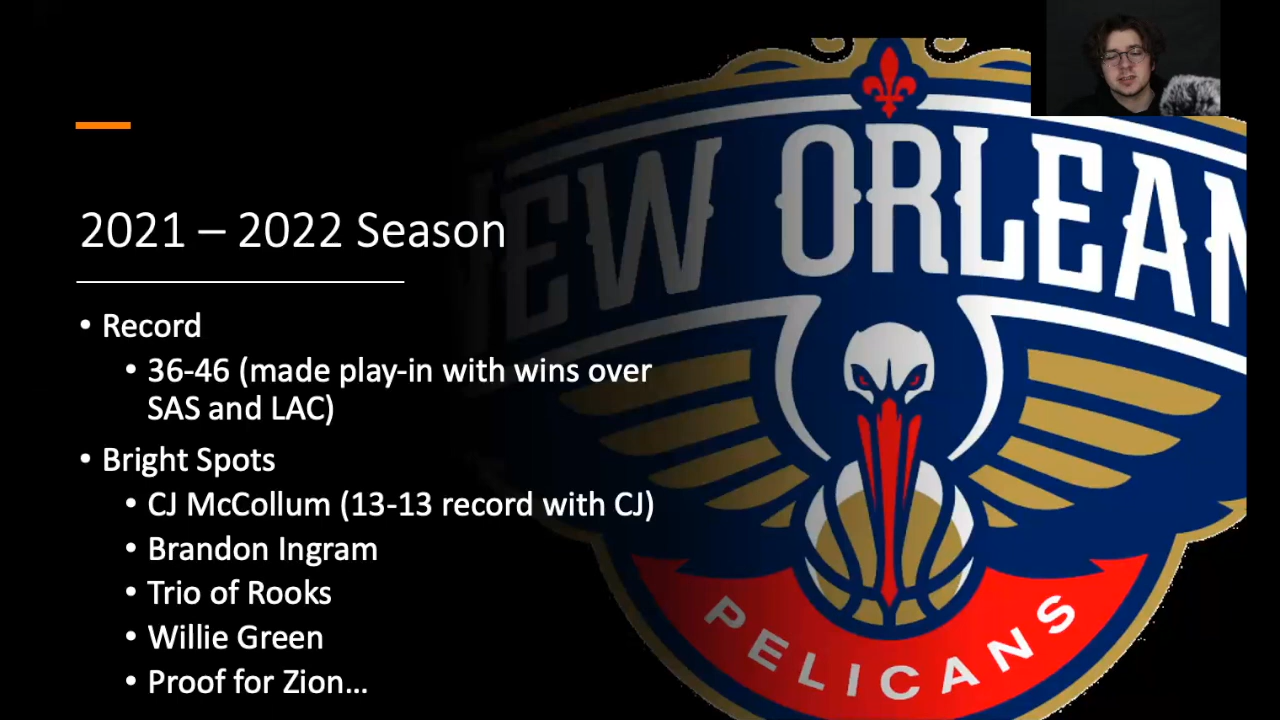 NEW ORLEAN
2021 – 2022 Season
• Record
• 36-46 (made play-in with wins over
SAS and LAC)
• Bright Spots
• CJ McCollum (13-13 record with CJ)
• Brandon Ingram
• Trio of Rooks
• Willie Green
• Proof for Zion...
PELICANS